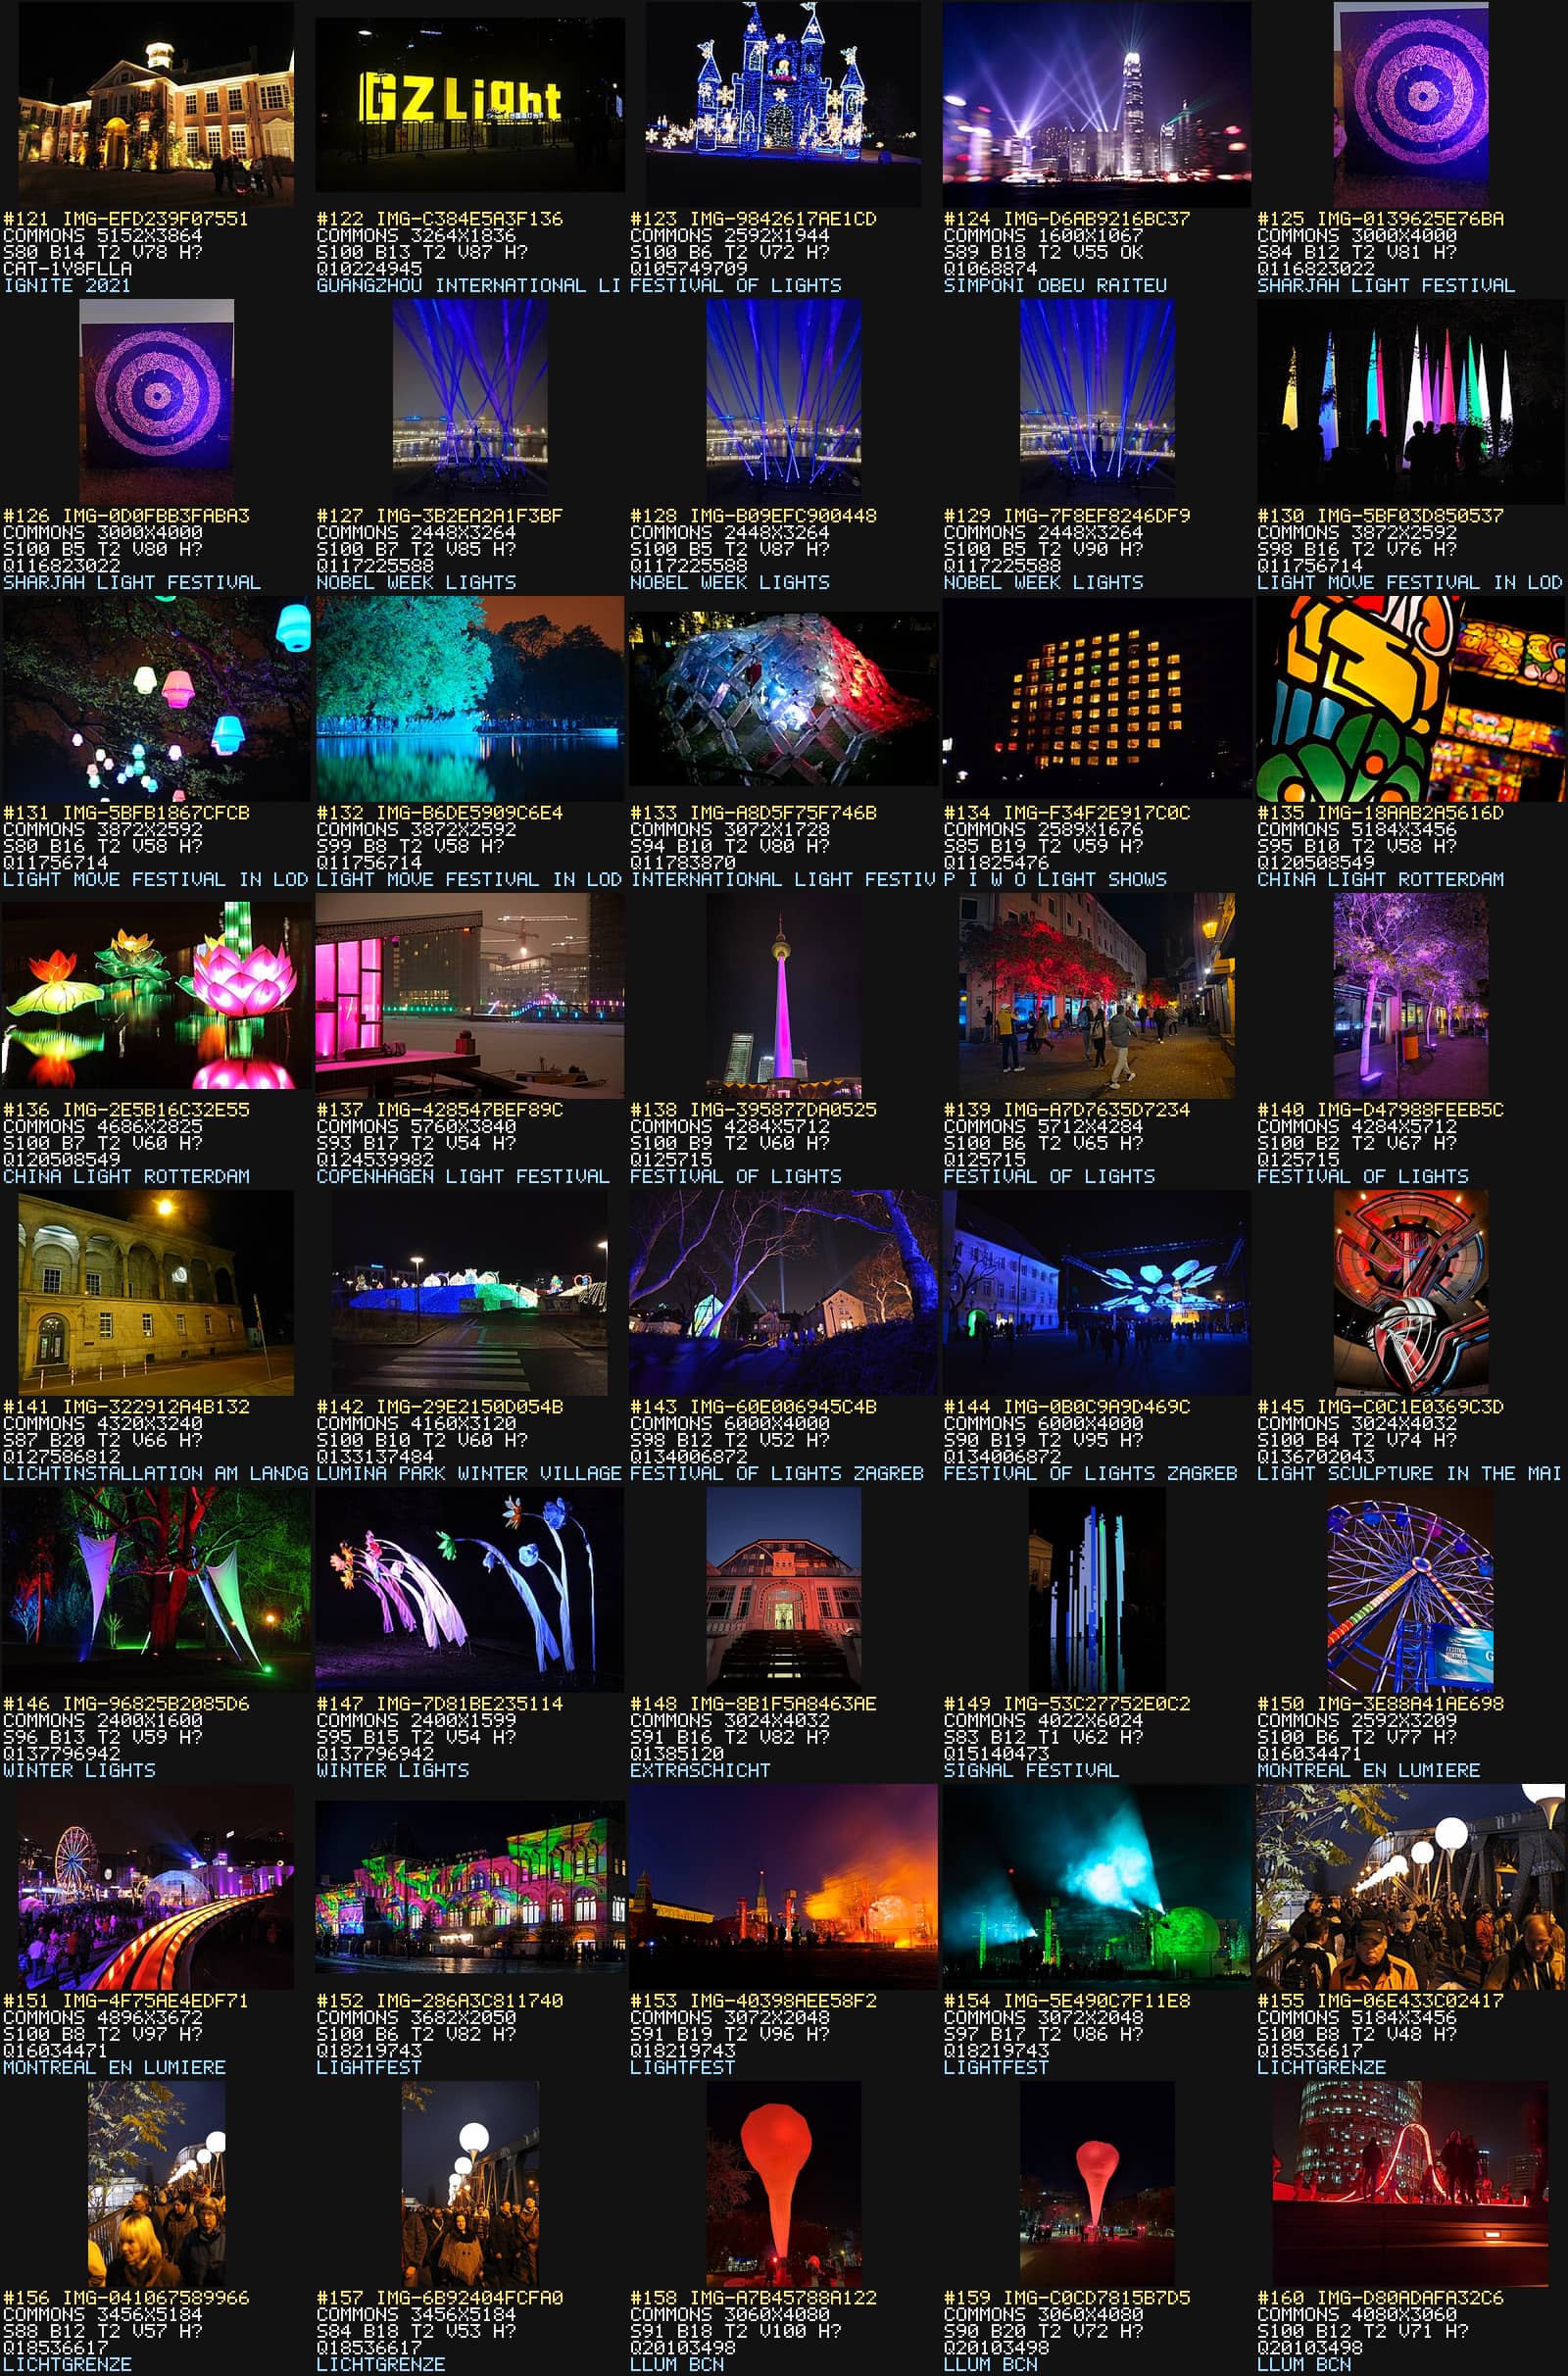 GZ Light
#121 IMG-EFD239F07551
COMMONS 5152X3864
S80 B14 T2 V78 H?
CAT-1Y8FLLA
IGNITE 2021
#122 IMG-C384E5A3F136
COMMONS 3264X1836
S100 B13 T2 V87 H?
Q10224945
GUANGZHOU INTERNATIONAL LI
#123 IMG-9842617AE1CD
COMMONS 2592X1944
S100 B6 T2 V72 H?
Q105749709
FESTIVAL OF LIGHTS
#124 IMG-D6AB9216BC37
COMMONS 1600X1067
S89 B18 T2 V55 OK
Q1068874
SIMPONI OBEU RAITEU
#125 IMG-0139625E76BA
COMMONS 3000X4000
S84 B12 T2 V81 H?
Q116823022
SHARJAH LIGHT FESTIVAL
#126 IMG-0D0FBB3FABA3
COMMONS 3000X4000
S100 B5 T2 V80 H?
Q116823022
SHARJAH LIGHT FESTIVAL
#127 IMG-3B2EA2A1F3BF
COMMONS 2448X3264
S100 B7 T2 V85 H?
Q117225588
NOBEL WEEK LIGHTS
#128 IMG-B09EFC900448
COMMONS 2448X3264
S100 B5 T2 V87 H?
Q117225588
NOBEL WEEK LIGHTS
#129 IMG-7F8EF8246DF9
COMMONS 2448X3264
S100 B5 T2 V90 H?
Q117225588
NOBEL WEEK LIGHTS
#130 IMG-5BF03D850537
COMMONS 3872X2592
S98 B16 T2 V76 H?
Q11756714
LIGHT MOVE FESTIVAL IN LOD
#131 IMG-5BFB1867CFCB
COMMONS 3872X2592
S80 B16 T2 V58 H?
Q11756714
LIGHT MOVE FESTIVAL IN LOD
#132 IMG-B6DE5909C6E4
COMMONS 3872X2592
S99 B8 T2 V58 H?
Q11756714
LIGHT MOVE FESTIVAL IN LOD
#133 IMG-A8D5F75F746B
COMMONS 3072X1728
S94 B10 T2 V80 H?
Q11783870
INTERNATIONAL LIGHT FESTIV
#134 IMG-F34F2E917C0C
COMMONS 2589X1676
S85 B19 T2 V59 H?
Q11825476
P I W O LIGHT SHOWS
#135 IMG-18AAB2A5616D
COMMONS 5184X3456
S95 B10 T2 V58 H?
Q120508549
CHINA LIGHT ROTTERDAM
#136 IMG-2E5B16C32E55
COMMONS 4686X2825
S100 B7 T2 V60 H?
Q120508549
CHINA LIGHT ROTTERDAM
#137 IMG-428547BEF89C
COMMONS 5760X3840
S93 B17 T2 V54 H?
Q124539982
COPENHAGEN LIGHT FESTIVAL
#138 IMG-395877DA0525
COMMONS 4284X5712
S100 B9 T2 V60 H?
Q125715
FESTIVAL OF LIGHTS
#139 IMG-A7D7635D7234
COMMONS 5712X4284
S100 B6 T2 V65 H?
Q125715
FESTIVAL OF LIGHTS
#140 IMG-D47988FEEB5C
COMMONS 4284X5712
S100 B2 T2 V67 H?
Q125715
FESTIVAL OF LIGHTS
#141 IMG-322912A4B132
COMMONS 4320X3240
S87 B20 T2 V66 H?
Q127586812
LICHTINSTALLATION AM LANDG
#142 IMG-29E2150D054B
COMMONS 4160X3120
S100 B10 T2 V60 H?
Q133137484
LUMINA PARK WINTER VILLAGE
#143 IMG-60E006945C4B
COMMONS 6000X4000
S98 B12 T2 V52 H?
Q134006872
FESTIVAL OF LIGHTS ZAGREB
#144 IMG-0B0C9A9D469C
COMMONS 6000X4000
S90 B19 T2 V95 H?
Q134006872
FESTIVAL OF LIGHTS ZAGREB
#145 IMG-C0C1E0369C3D
COMMONS 3024X4032
S100 B4 T2 V74 H?
Q136702043
LIGHT SCULPTURE IN THE MAI
#146 IMG-96825B2085D6
COMMONS 2400X1600
S96 B13 T2 V59 H?
Q137796942
WINTER LIGHTS
#147 IMG-7D81BE235114
COMMONS 2400X1599
S95 B15 T2 V54 H?
Q137796942
WINTER LIGHTS
#148 IMG-8B1F5A8463AE
COMMONS 3024X4032
S91 B16 T2 V82 H?
Q1385120
EXTRASCHICHT
#149 IMG-53C27752E0C2
COMMONS 4022X6024
S83 B12 T1 V62 H?
Q15140473
SIGNAL FESTIVAL
#150 IMG-3E88A41AE698
COMMONS 2592X3209
S100 B6 T2 V77 H?
Q16034471
MONTREAL EN LUMIERE
#151 IMG-4F75AE4EDF71
COMMONS 4896X3672
S100 B8 T2 V97 H?
Q16034471
MONTREAL EN LUMIERE
#152 IMG-286A3C811740
COMMONS 3682X2050
S100 B6 T2 V82 H?
Q18219743
LIGHTFEST
#153 IMG-40398AEE58F2
COMMONS 3072X2048
S91 B19 T2 V96 H?
Q18219743
LIGHTFEST
#154 IMG-5E490C7F11E8
COMMONS 3072X2048
S97 B17 T2 V86 H?
Q18219743
LIGHTFEST
#155 IMG-06E433C02417
COMMONS 5184X3456
S100 B8 T2 V48 H?
Q18536617
LICHTGRENZE
#156 IMG-041067589966
COMMONS 3456X5184
S88 B12 T2 V57 H?
Q18536617
LICHTGRENZE
#157 IMG-6B92404FCFA0
COMMONS 3456X5184
S84 B18 T2 V53 H?
Q18536617
LICHTGRENZE
#158 IMG-A7B45788A122
COMMONS 3060X4080
S91 B18 T2 V100 H?
Q20103498
LLUM BCN
#159 IMG-C0CD7815B7D5
COMMONS 3060X4080
S90 B20 T2 V72 H?
Q20103498
LLUM BCN
#160 IMG-D80ADAFA32C6
COMMONS 4080X3060
S100 B12 T2 V71 H?
Q20103498
LLUM BCN